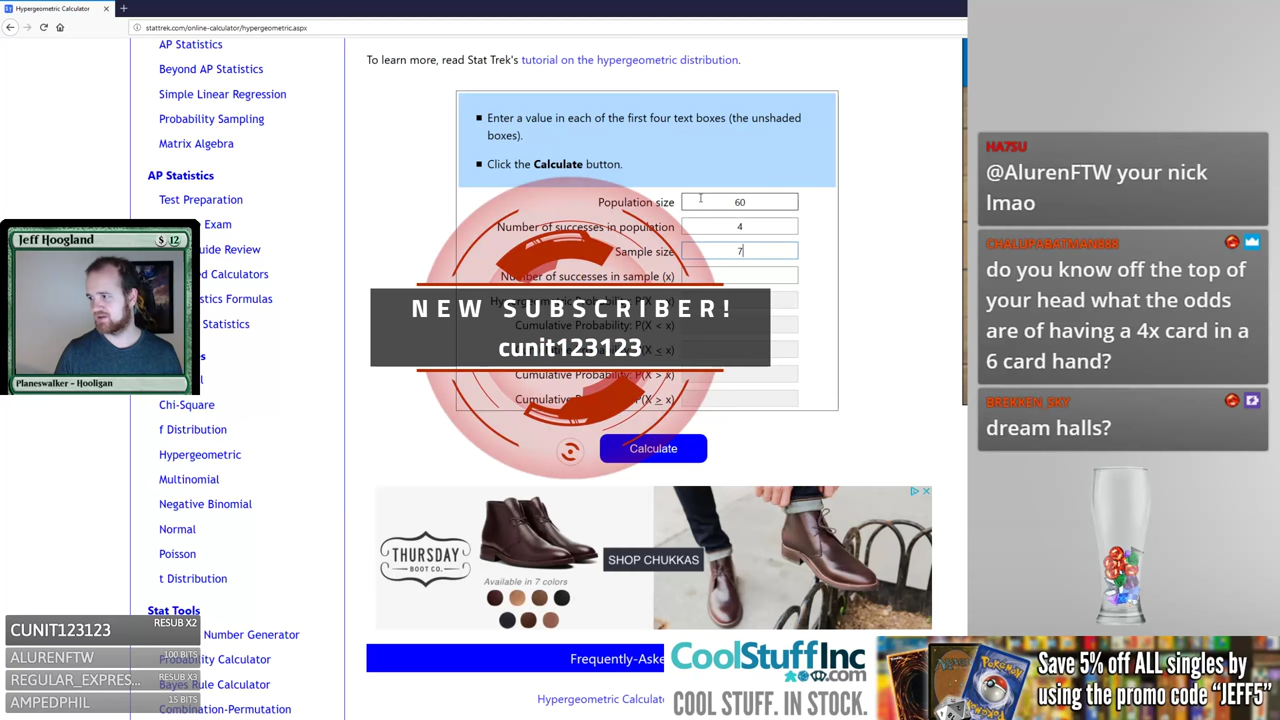 Hypergeometric Calculator
stattrek.com/online-calculator/hypergeometric.aspx
AP Statistics
Beyond AP Statistics
Simple Linear Regression
Probability Sampling
Matrix Algebra
AP Statistics
Test Preparation
Exam
uide Review
ed Calculators
stics Formulas
Statistics
Chi-Square
f Distribution
Hypergeometric
Multinomial
Negative Binomial
Normal
Poisson
t Distribution
Stat Tools
Number Generator
Probability Calculator
Bayes Rule Calculator
Combination-Permutation
Jeff Hoogland $ 12
Planeswalker - Hooligan
CUNIT123123 RESUB X2
ALURENFTW 100 BITS
REGULAR_EXPRES... RESUB X3
AMPEDPHIL 15 BITS
To learn more, read Stat Trek's tutorial on the hypergeometric distribution.
Enter a value in each of the first four text boxes (the unshaded
boxes).
Click the Calculate button.
Population size 60
Number of successes in population 4
Sample size 7
Number of successes in sample (x)
Hypergeometric Probability: P(X
Cumulative Probability: P(X < x)
≤ x)
Cumulative Probability: P(X > x)
Cumulative P P(X ≥ x)
NEW SUBSCRIBER!
cunit123123
Calculate
THURSDAY
BOOT CO.
Available in 7 colors
SHOP CHUKKAS
Frequently-Aske
Hypergeometric Calculat
CoolStuffInc
.com
COOL STUFF. IN STOCK.
HA7SU
@AlurenFTW your nick
lmao
CHALUPABATMAN888
do you know off the top of
your head what the odds
are of having a 4x card in a
6 card hand?
BREKKEN_SKY
dream halls?
Save 5% off ALL singles by
using the promo code "JEFF5"